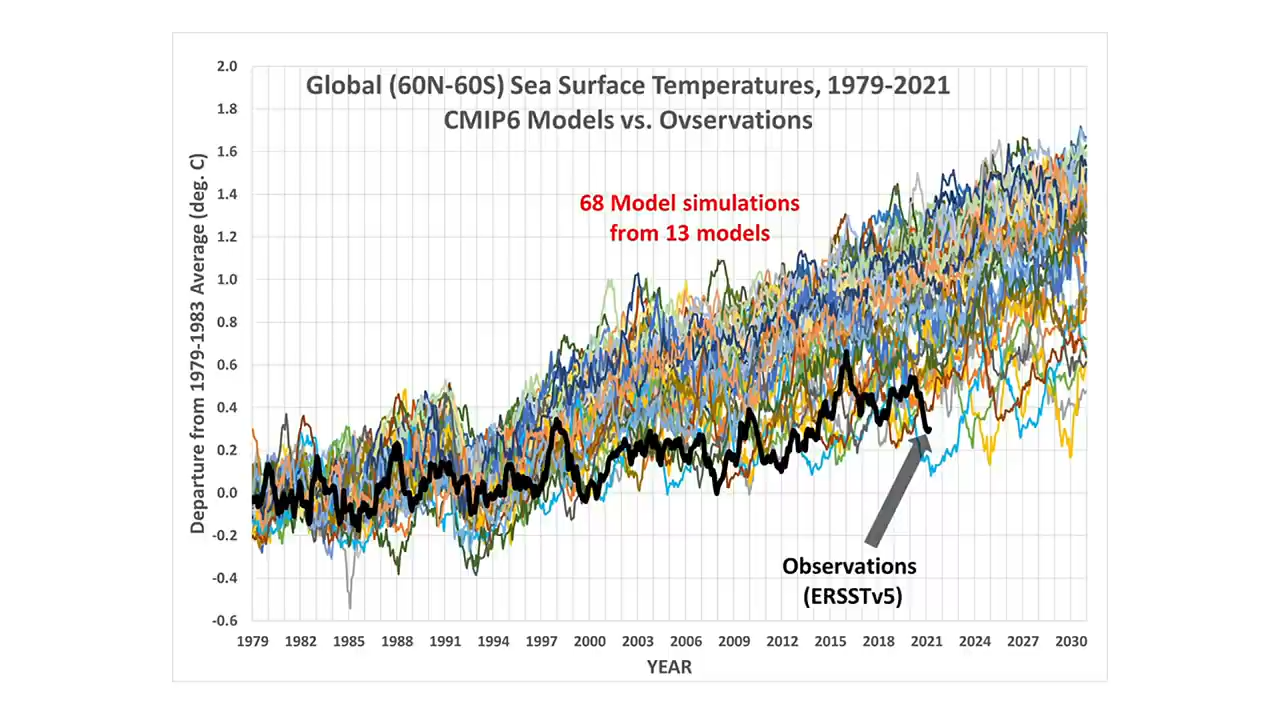 Global (60N-60S) Sea Surface Temperatures, 1979-2021
CMIP6 Models vs. Ovservations
68 Model simulations
from 13 models
Departure from 1979-1983 Average (deg. C)
2.0
1.8
1.6
1.4
1.2
1.0
0.8
0.6
0.4
0.2
0.0
-0.2
-0.4
-0.6
Observations
(ERSSTv5)
1979 1982 1985 1988 1991 1994 1997 2000 2003 2006 2009 2012 2015 2018 2021 2024 2027 2030
YEAR